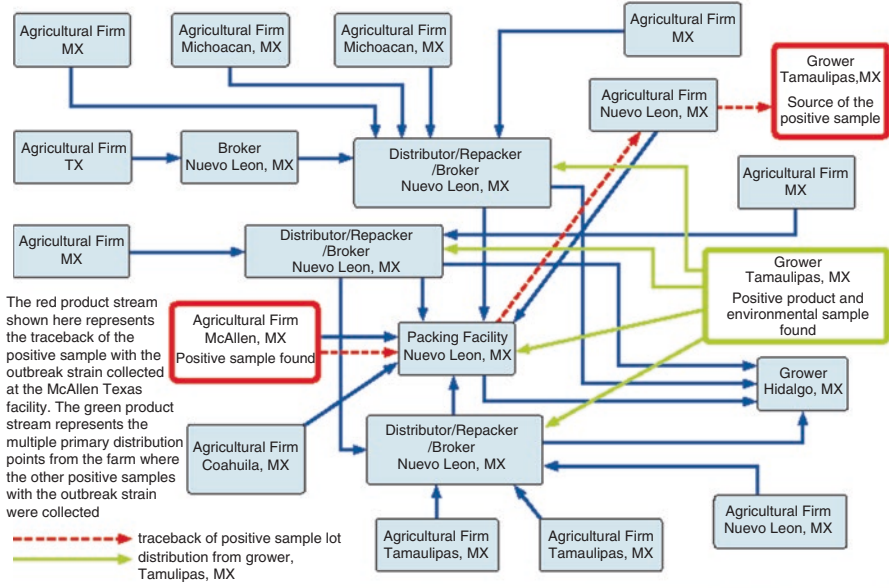 Agricultural Firm
MX
Agricultural Firm
Michoacan, MX
Agricultural Firm
Michoacan, MX
Agricultural Firm
MX
Grower
Tamaulipas,MX
Source of the
positive sample
Agricultural Firm
Nuevo Leon, MX
Agricultural Firm
TX
Broker
Nuevo Leon, MX
Distributor/Repacker
/Broker
Nuevo Leon, MX
Agricultural Firm
MX
Agricultural Firm
MX
Distributor/Repacker
/Broker
Nuevo Leon, MX
Grower
Tamaulipas, MX
Positive product and
environmental sample
found
The red product stream
shown here represents
the traceback of the
positive sample with the
outbreak strain collected
at the McAllen Texas
facility. The green product
stream represents the
multiple primary distribution
points from the farm where
the other positive samples
with the outbreak strain
were collected
Agricultural Firm
McAllen, MX
Positive sample found
Packing Facility
Nuevo Leon, MX
Grower
Hidalgo, MX
Agricultural Firm
Coahuila, MX
Distributor/Repacker
/Broker
Nuevo Leon, MX
Agricultural Firm
Nuevo Leon, MX
Agricultural Firm
Tamaulipas, MX
Agricultural Firm
Tamaulipas, MX
traceback of positive sample lot
distribution from grower,
Tamulipas, MX